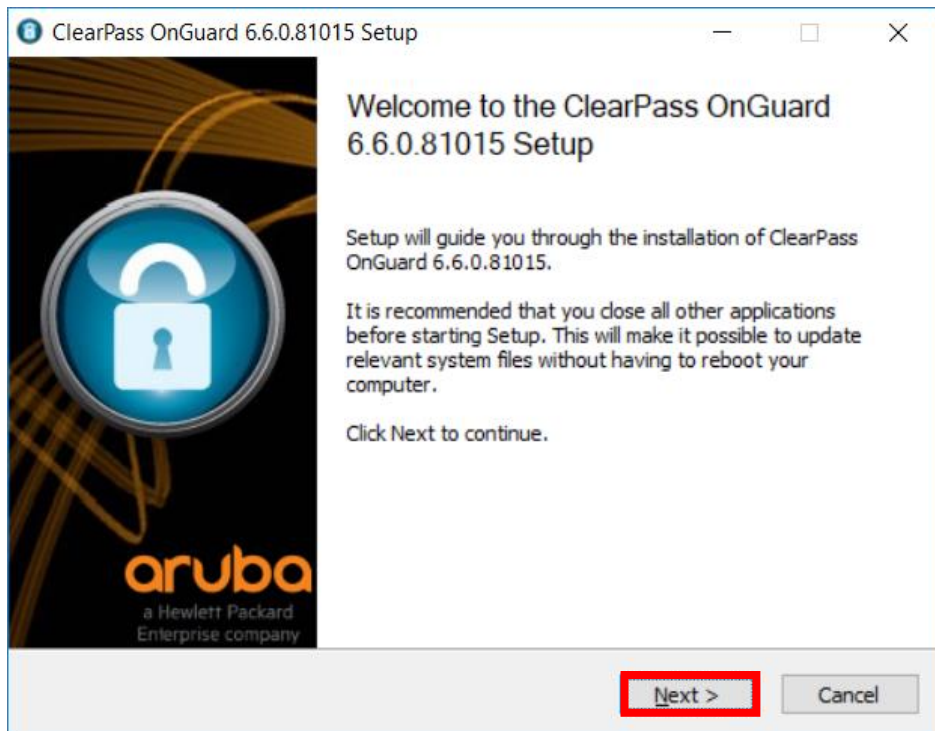 ClearPass OnGuard 6.6.0.81015 Setup
Welcome to the ClearPass OnGuard
6.6.0.81015 Setup
Setup will guide you through the installation of ClearPass
OnGuard 6.6.0.81015.
It is recommended that you close all other applications
before starting Setup. This will make it possible to update
relevant system files without having to reboot your
computer.
Click Next to continue.
aruba
a Hewlett Packard
Enterprise company
Next >
Cancel